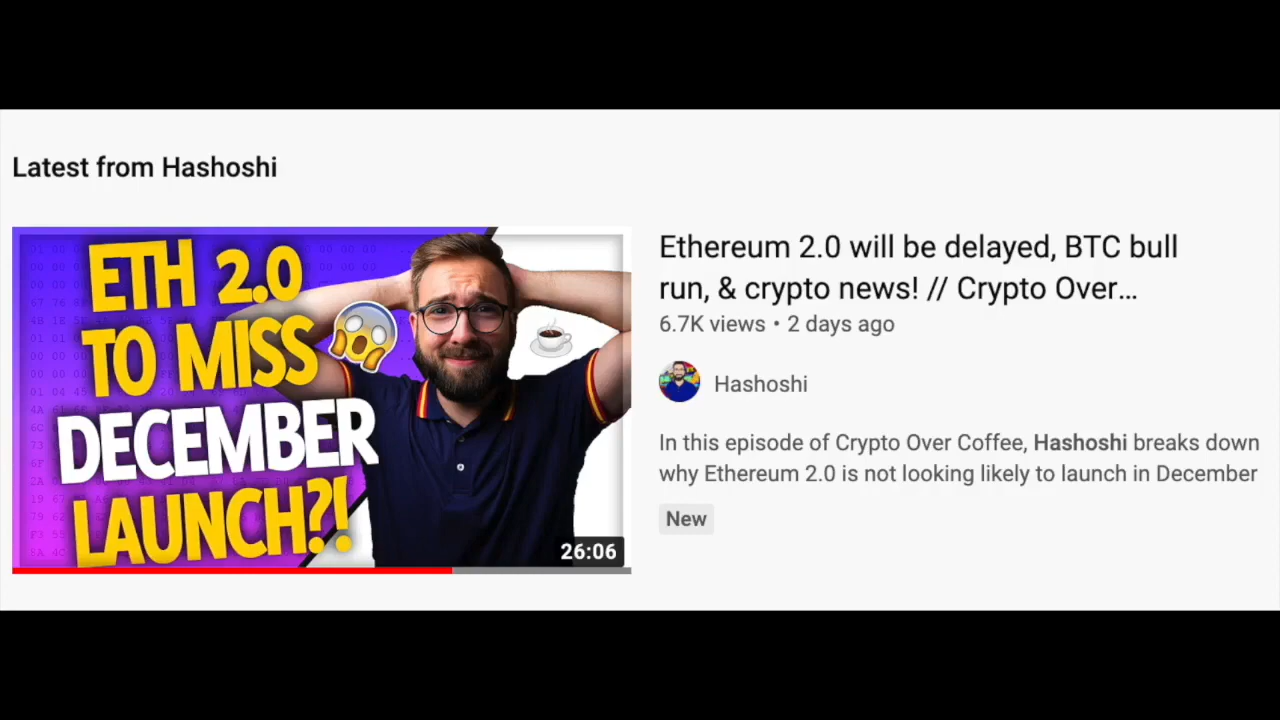 Latest from Hashoshi
ETH 2.0
TO MISS
DECEMBER
LAUNCH?!
26:06
Ethereum 2.0 will be delayed, BTC bull
run, & crypto news! // Crypto Over...
6.7K views • 2 days ago
Hashoshi
In this episode of Crypto Over Coffee, Hashoshi breaks down
why Ethereum 2.0 is not looking likely to launch in December
New